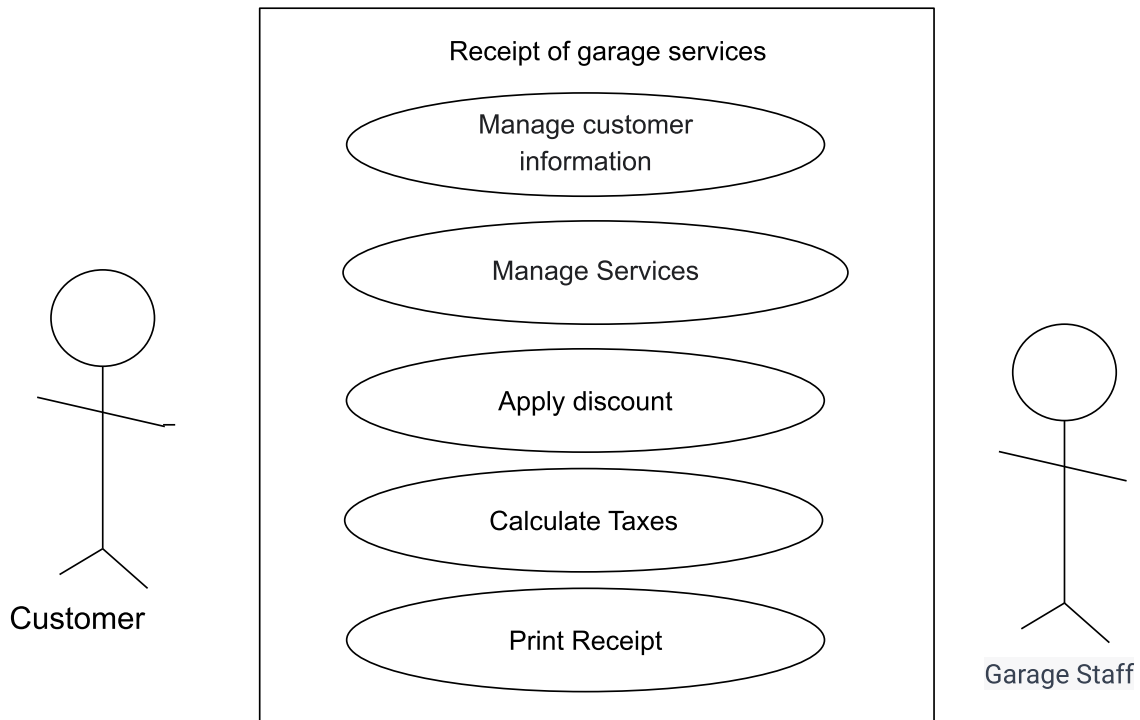 Receipt of garage services
Manage customer
information
Manage Services
Apply discount
Calculate Taxes
Print Receipt
Customer
Garage Staff